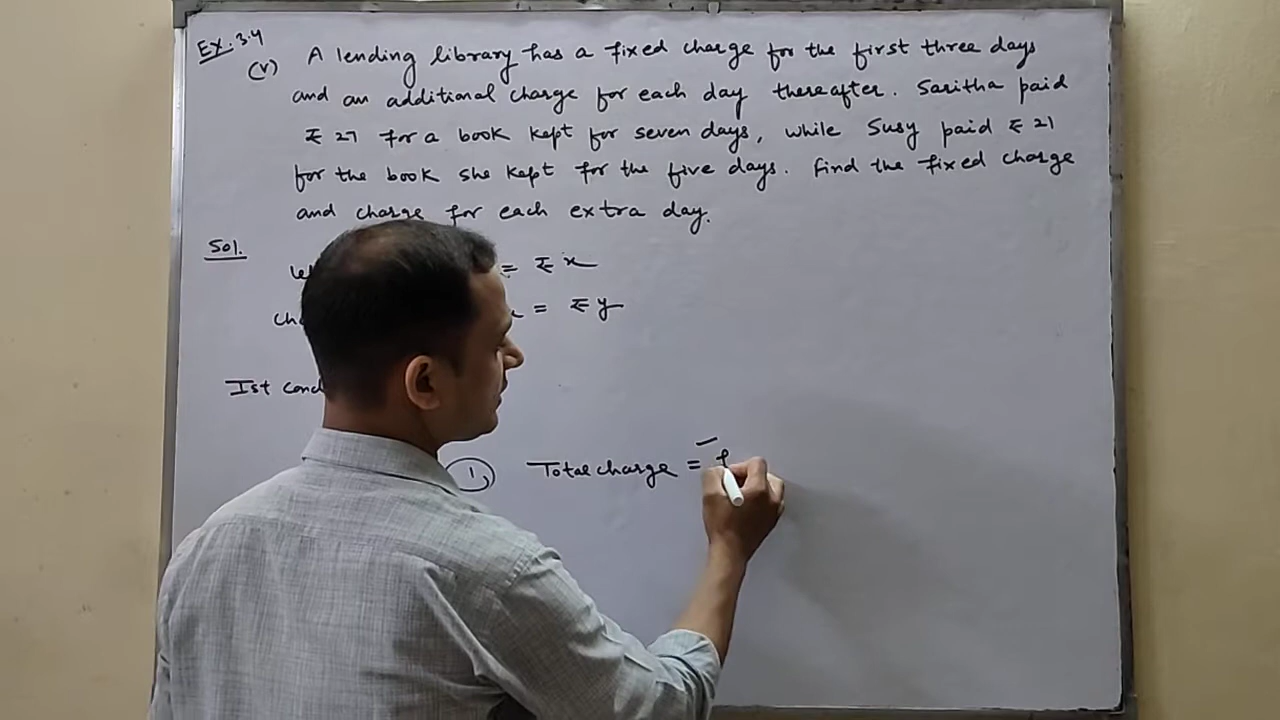 Ex. 3.4
(v) A lending library has a fixed charge for the first three days
and an additional charge for each day thereafter. Saritha paid
₹ 27 for a book kept for seven days, while Susy paid ₹ 21
for the book she kept for the five days. Find the fixed charge
and charge for each extra day.
Sol.
= ₹ x
= ₹ y
Ist
1 Total charge =